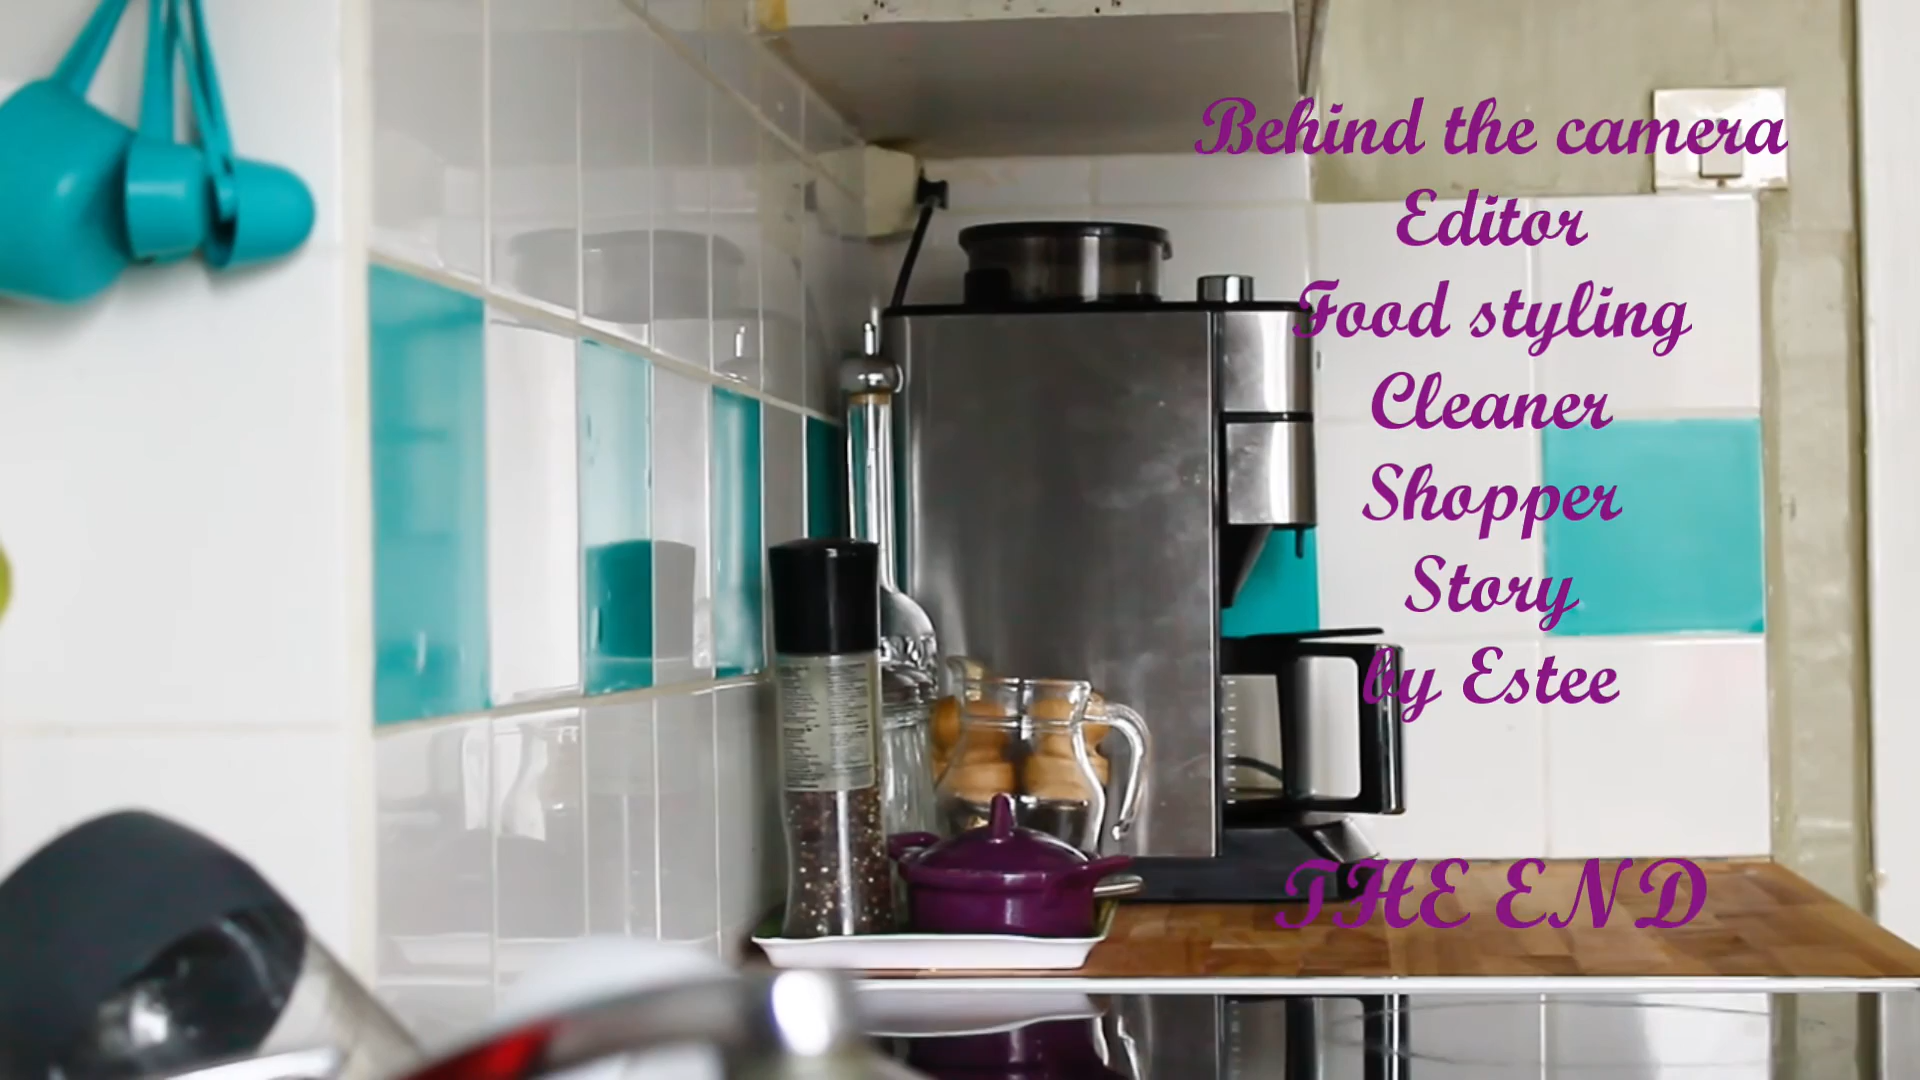 Behind the camera
Editor
Food styling
Cleaner
Shopper
Story
by Estee
THE END